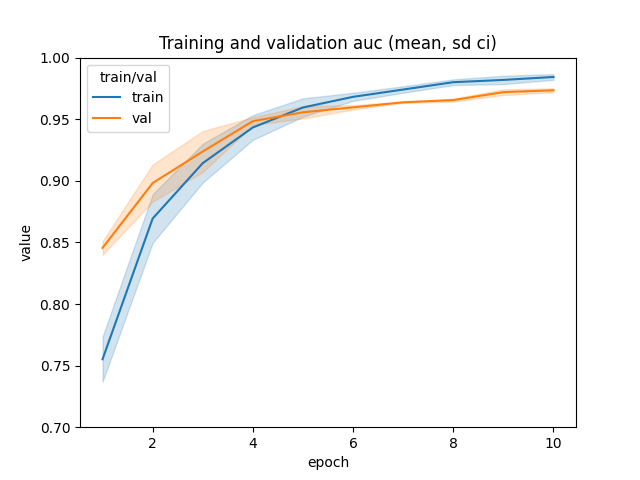 Training and validation auc (mean, sd ci)
1.00
0.95
0.90
0.85
0.80
0.75
0.70
value
train/val
train
val
2
4
6
8
10
epoch